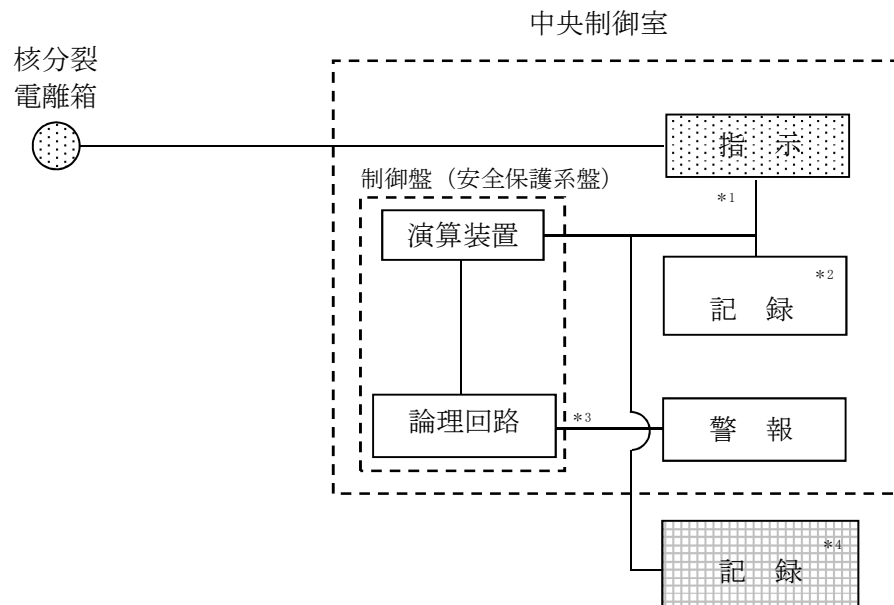 中央制御室
核分裂
電離箱
指　示
制御盤（安全保護系盤）
*1
演算装置
*2
記　録
論理回路
*3
警　報
*4
記　録